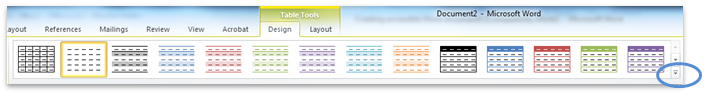 Table Tools
Document2 - Microsoft Word
ayout References Mailings Review View Acrobat Design Layout